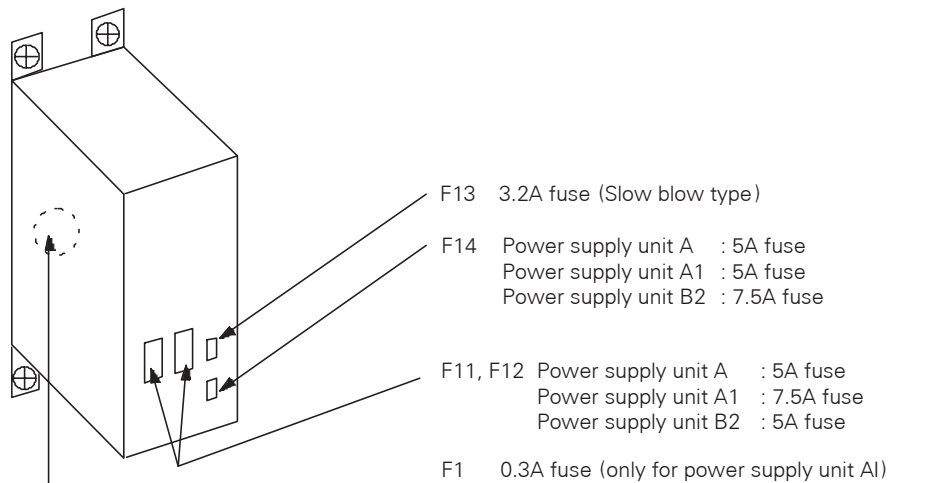 F13 3.2A fuse (Slow blow type)
F14 Power supply unit A : 5A fuse
Power supply unit A1 : 5A fuse
Power supply unit B2 : 7.5A fuse
F11, F12 Power supply unit A : 5A fuse
Power supply unit A1 : 7.5A fuse
Power supply unit B2 : 5A fuse
F1 0.3A fuse (only for power supply unit AI)